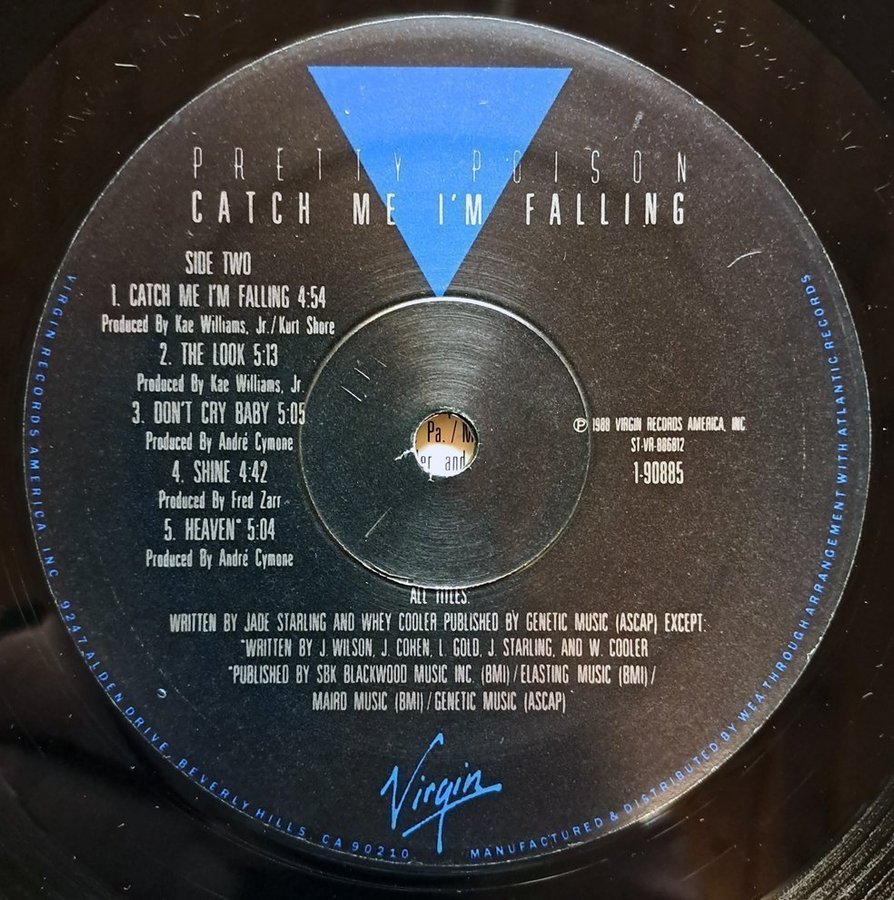 PRETTY POISON
CATCH ME I'M FALLING
SIDE TWO
1. CATCH ME I'M FALLING 4:54
Produced By Kae Williams, Jr./Kurt Shore
2. THE LOOK 5:13
Produced By Kae Williams, Jr.
3. DON'T CRY BABY 5:05
Produced By André Cymone
4. SHINE 4:42
Produced By Fred Zarr
5. HEAVEN* 5:04
Produced By André Cymone
℗ 1988 VIRGIN RECORDS AMERICA, INC
ST-VR-886812
1-90885
Pa. /
and
ALL TITLES:
WRITTEN BY JADE STARLING AND WHEY COOLER PUBLISHED BY GENETIC MUSIC (ASCAP) EXCEPT:
*WRITTEN BY J. WILSON, J. COHEN, L. GOLD, J. STARLING, AND W. COOLER
*PUBLISHED BY SBK BLACKWOOD MUSIC INC. (BMI)/ELASTING MUSIC (BMI)/
MAIRD MUSIC (BMI)/GENETIC MUSIC (ASCAP)
Virgin
VIRGIN RECORDS AMERICA, INC. 9247 ALDEN DRIVE, BEVERLY HILLS, CA 90210
MANUFACTURED & DISTRIBUTED BY WEA THROUGH ARRANGEMENT WITH ATLANTIC RECORDS